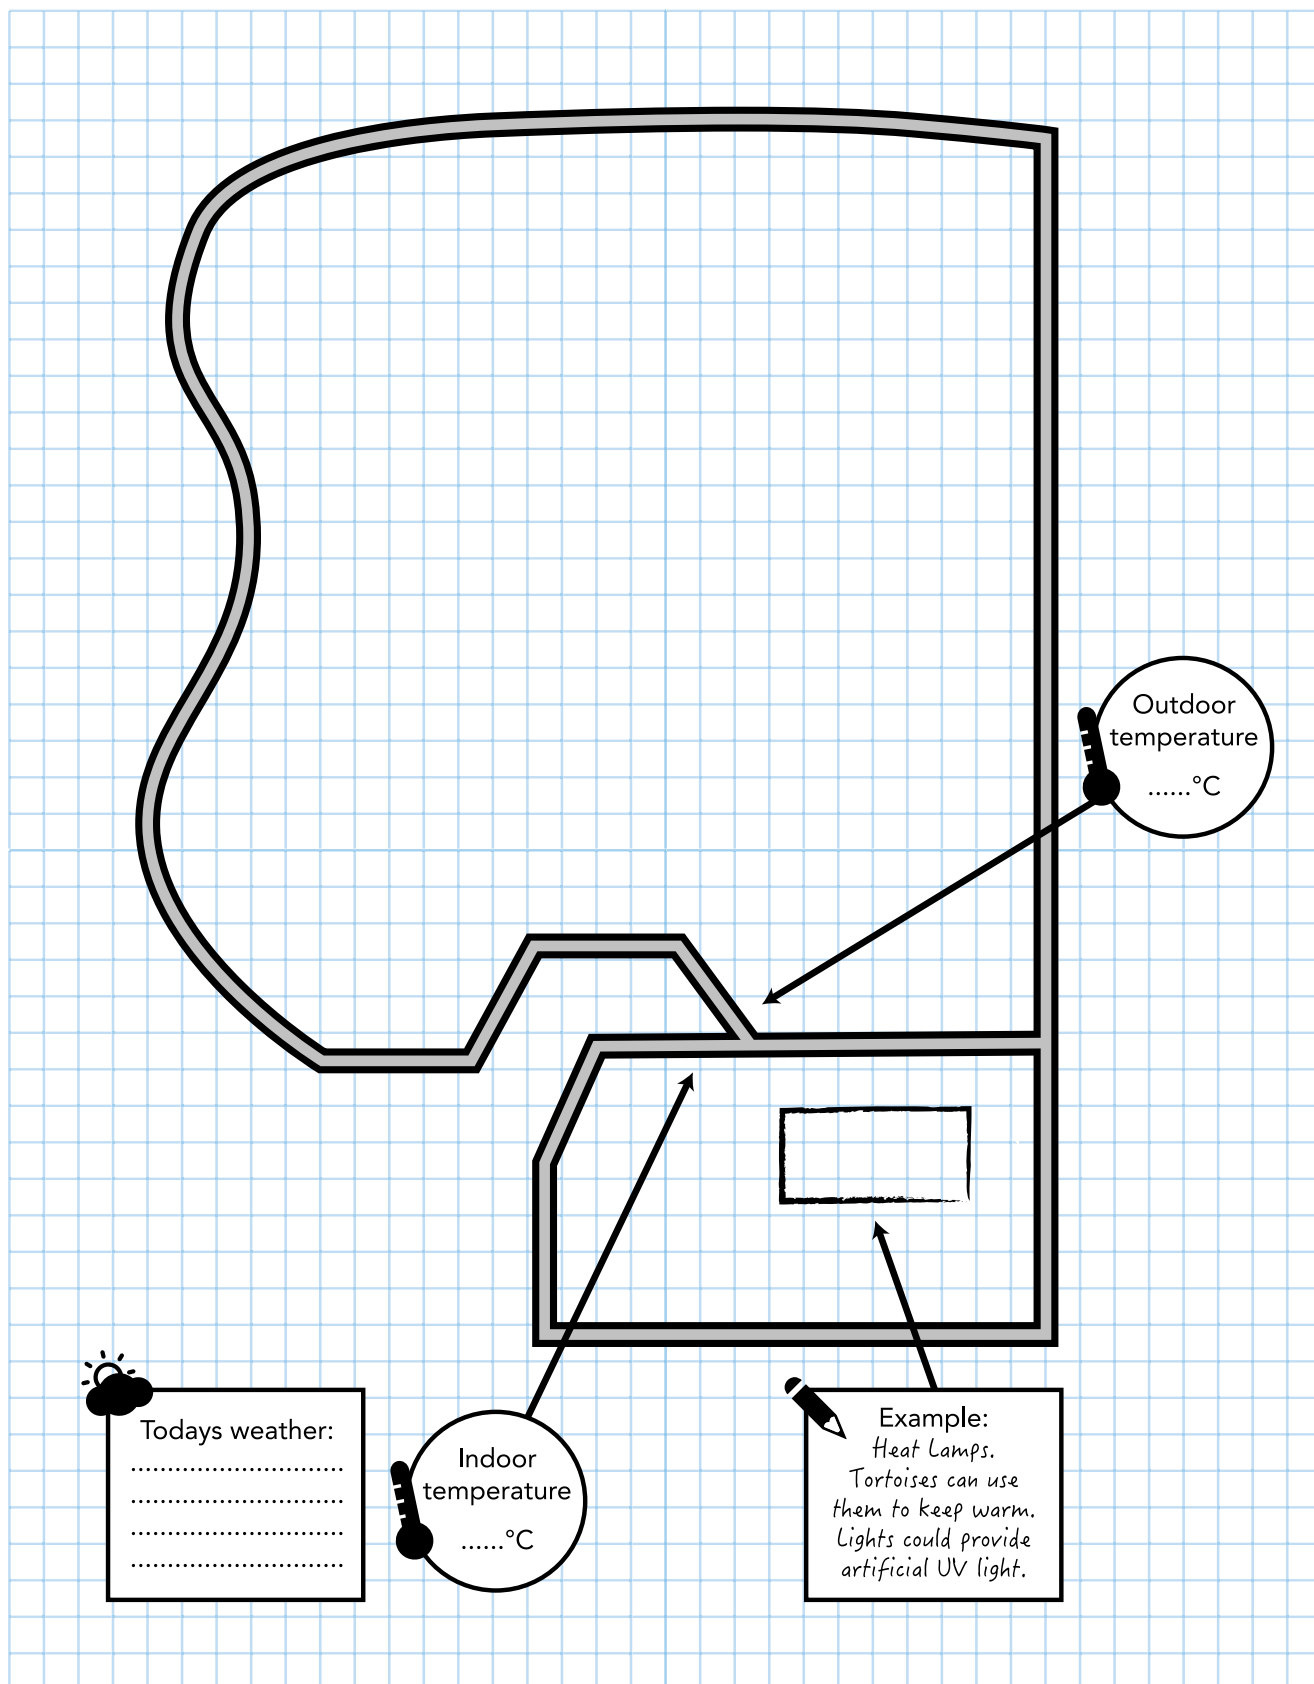 Outdoor
temperature
......°C
Todays weather:
..............................
..............................
..............................
..............................
Indoor
temperature
......°C
Example:
Heat Lamps.
Tortoises can use
them to keep warm.
Lights could provide
artificial UV light.